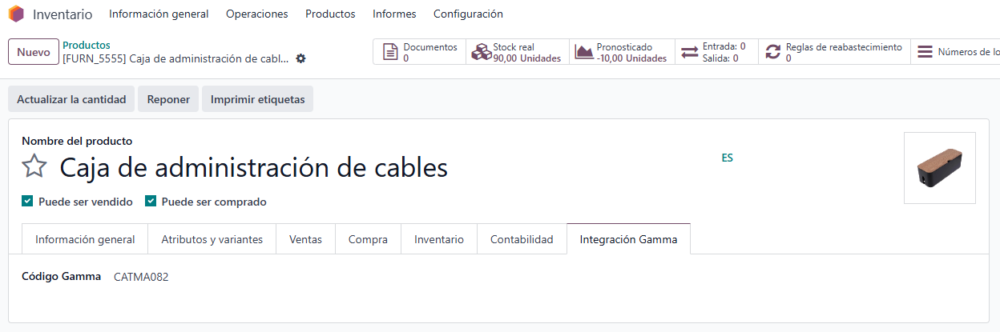 Inventario Información general Operaciones Productos Informes Configuración
Nuevo
Productos
[FURN_5555] Caja de administración de cabl...
Documentos
0
Stock real
90,00 Unidades
Pronosticado
-10,00 Unidades
Entrada: 0
Salida: 0
Reglas de reabastecimiento
0
Números de lo
Actualizar la cantidad Reponer Imprimir etiquetas
Nombre del producto
Caja de administración de cables ES
Puede ser vendido Puede ser comprado
Información general Atributos y variantes Ventas Compra Inventario Contabilidad Integración Gamma
Código Gamma CATMA082